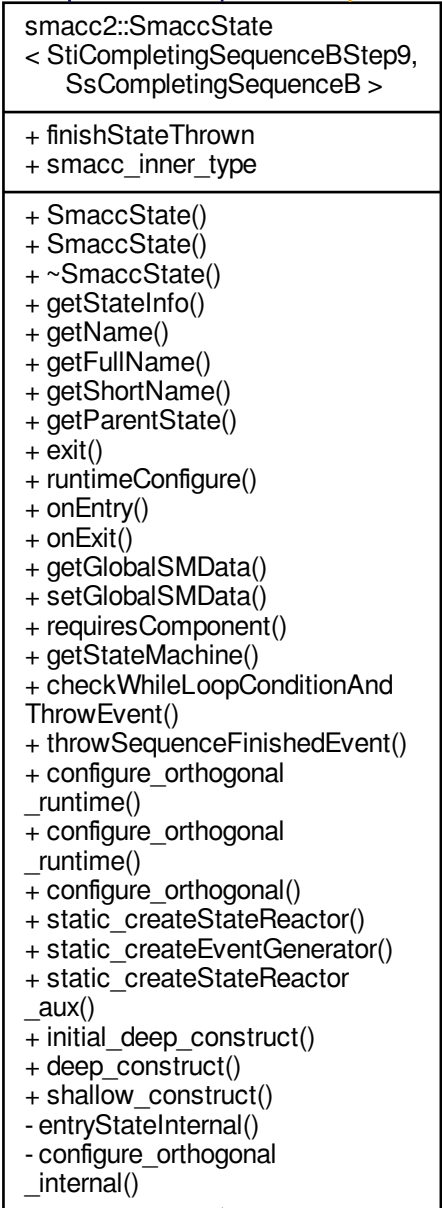 smacc2::SmaccState
< StiCompletingSequenceBStep9,
SsCompletingSequenceB >
+ finishStateThrown
+ smacc_inner_type
+ SmaccState()
+ SmaccState()
+ ~SmaccState()
+ getStateInfo()
+ getName()
+ getFullName()
+ getShortName()
+ getParentState()
+ exit()
+ runtimeConfigure()
+ onEntry()
+ onExit()
+ getGlobalSMData()
+ setGlobalSMData()
+ requiresComponent()
+ getStateMachine()
+ checkWhileLoopConditionAnd
ThrowEvent()
+ throwSequenceFinishedEvent()
+ configure_orthogonal
_runtime()
+ configure_orthogonal
_runtime()
+ configure_orthogonal()
+ static_createStateReactor()
+ static_createEventGenerator()
+ static_createStateReactor
_aux()
+ initial_deep_construct()
+ deep_construct()
+ shallow_construct()
- entryStateInternal()
- configure_orthogonal
_internal()